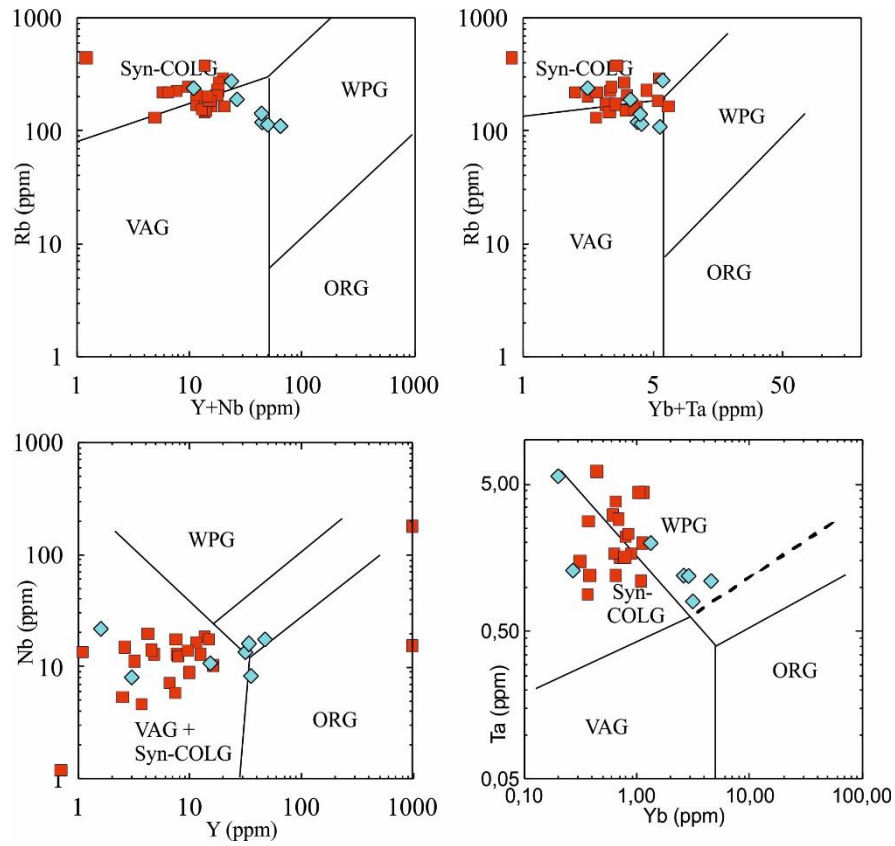 1000
100
10
1
Rb (ppm)
Syn-COLG
WPG
VAG
ORG
1
10
100
1000
Y+Nb (ppm)
1000
100
10
1
Rb (ppm)
Syn-COLG
WPG
VAG
ORG
1
5
50
Yb+Ta (ppm)
1000
100
10
1
Nb (ppm)
WPG
VAG +
Syn-COLG
ORG
1
10
100
1000
Y (ppm)
5,00
0,50
0,05
Ta (ppm)
WPG
Syn-
COLG
VAG
ORG
0,10
1,00
10,00
100,00
Yb (ppm)